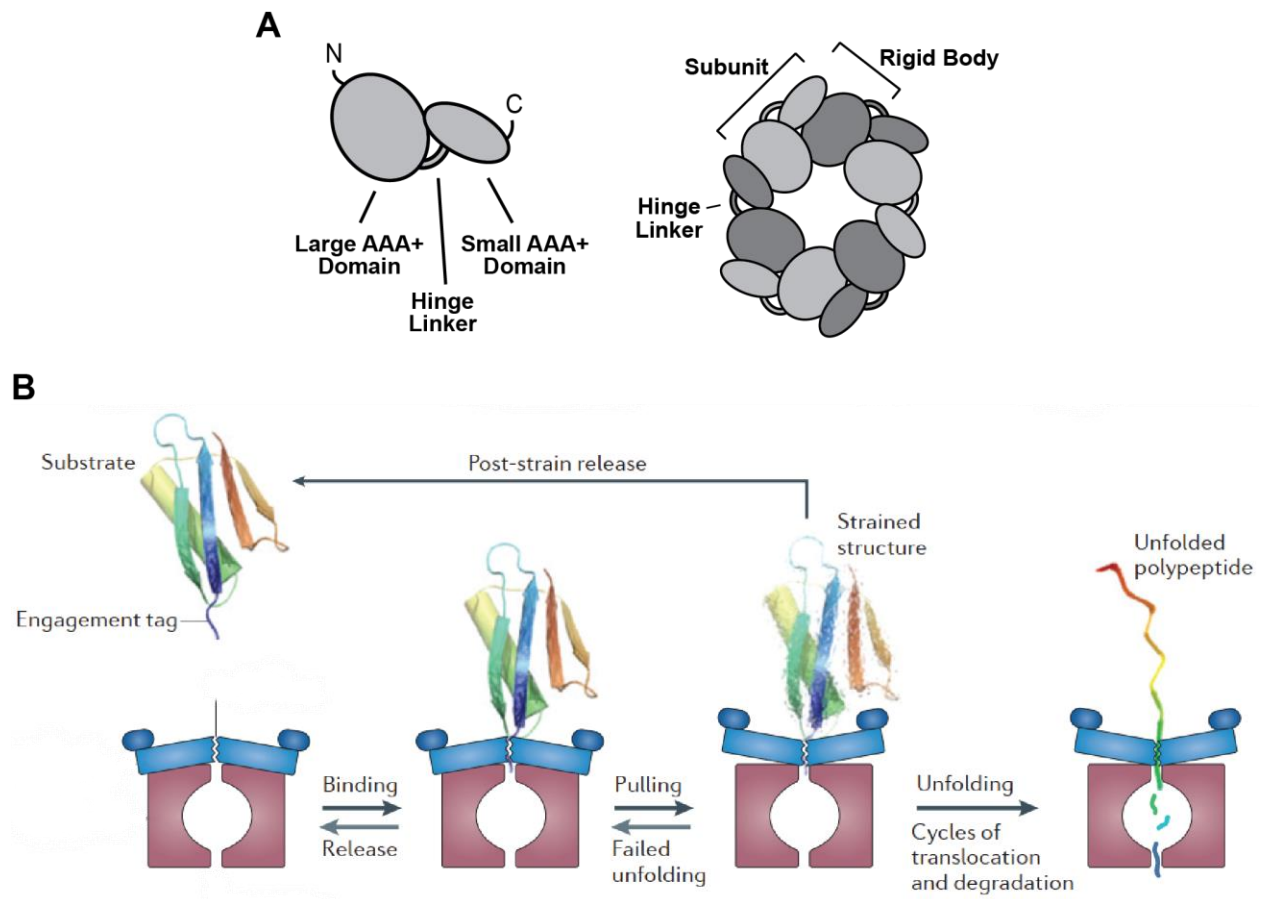 A
N
C
Large AAA+
Domain
Hinge
Linker
Small AAA+
Domain
Subunit
Rigid Body
Hinge
Linker
B
Substrate
Engagement tag
Post-strain release
Strained
structure
Unfolded
polypeptide
Binding
Release
Pulling
Failed
unfolding
Unfolding
Cycles of
translocation
and degradation